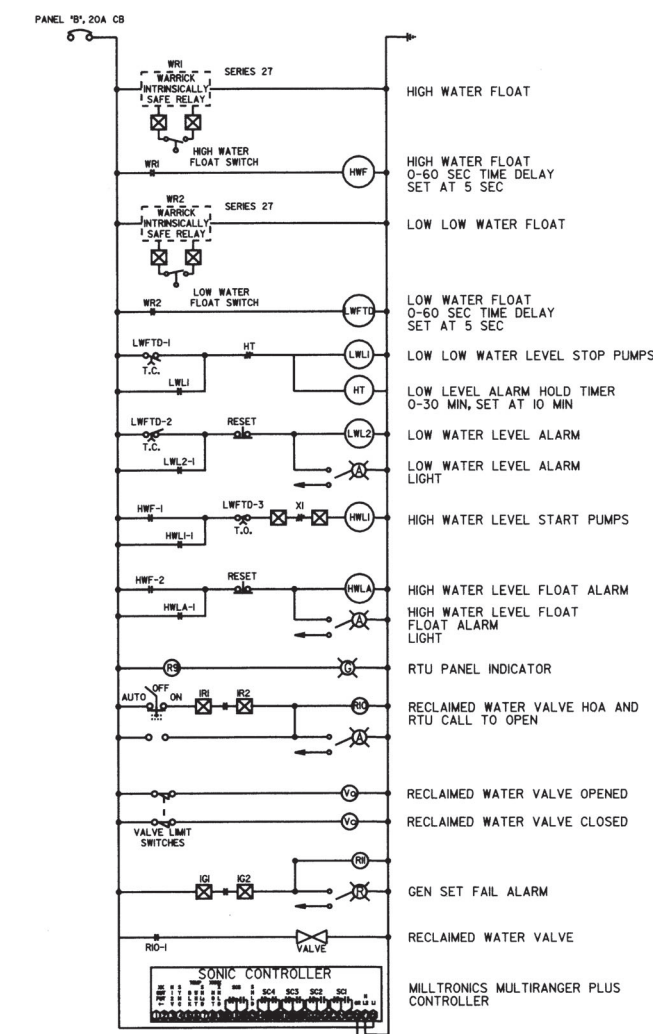 PANEL "B", 20A CB
WR1
SERIES 27
WARRICK
INTRINSICALLY
SAFE RELAY
HIGH WATER FLOAT
HIGH WATER
FLOAT SWITCH
WR1
HWF
HIGH WATER FLOAT
0-60 SEC TIME DELAY
SET AT 5 SEC
WR2
SERIES 27
WARRICK
INTRINSICALLY
SAFE RELAY
LOW LOW WATER FLOAT
LOW WATER
FLOAT SWITCH
WR2
LWFTD
LOW WATER FLOAT
0-60 SEC TIME DELAY
SET AT 5 SEC
LWFTD-1
T.C.
HT
LWL1
LOW LOW WATER LEVEL STOP PUMPS
LWL1
HT
LOW LEVEL ALARM HOLD TIMER
0-30 MIN, SET AT 10 MIN
LWFTD-2
T.C.
RESET
LWL2
LOW WATER LEVEL ALARM
LWL2-1
A
LOW WATER LEVEL ALARM
LIGHT
HWF-1
LWFTD-3
T.O.
X1
HWL1
HIGH WATER LEVEL START PUMPS
HWL1-1
HWF-2
RESET
HWLA
HIGH WATER LEVEL FLOAT ALARM
HWLA-1
A
HIGH WATER LEVEL FLOAT
FLOAT ALARM
LIGHT
R9
G
RTU PANEL INDICATOR
AUTO OFF ON
IR1
IR2
R10
RECLAIMED WATER VALVE HOA AND
RTU CALL TO OPEN
A
Vo
RECLAIMED WATER VALVE OPENED
Vc
RECLAIMED WATER VALVE CLOSED
VALVE LIMIT
SWITCHES
R11
IG1
IG2
R
GEN SET FAIL ALARM
R10-1
VALVE
RECLAIMED WATER VALVE
SONIC CONTROLLER
SC4 SC3 SC2 SC1
MILLTRONICS MULTIRANGER PLUS
CONTROLLER